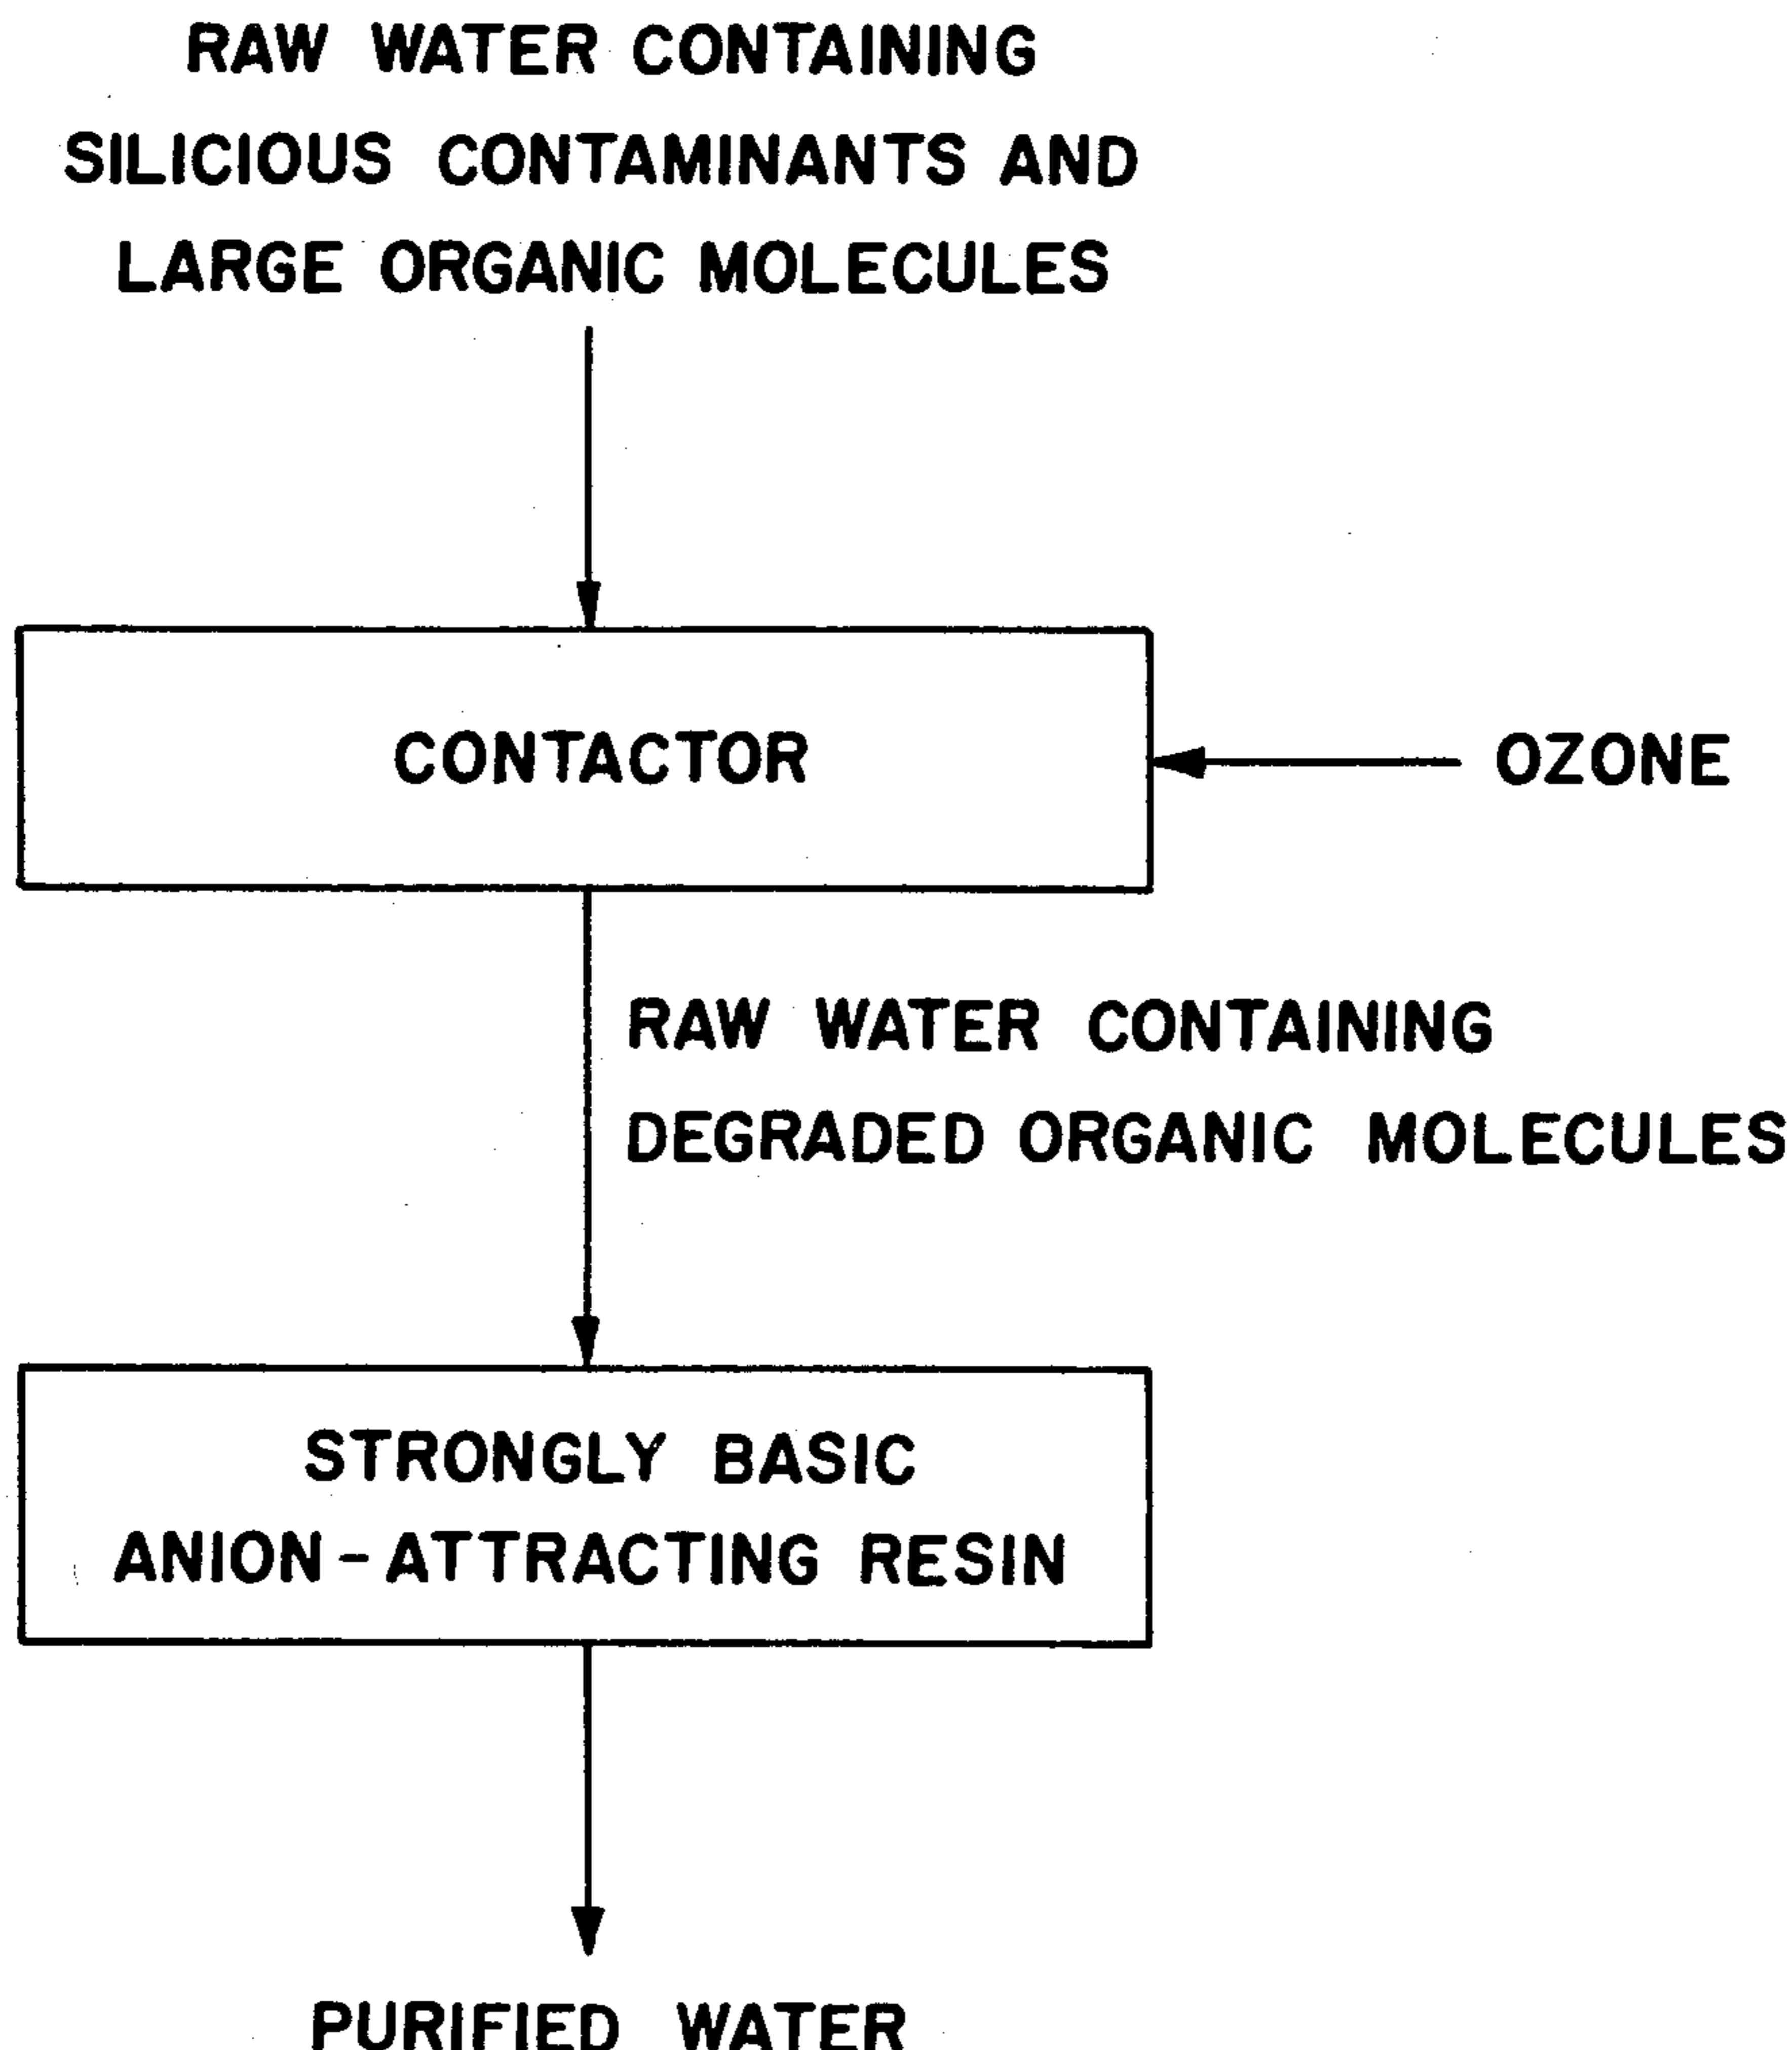 RAW WATER CONTAINING
SILICIOUS CONTAMINANTS AND
LARGE ORGANIC MOLECULES
CONTACTOR
OZONE
RAW WATER CONTAINING
DEGRADED ORGANIC MOLECULES
STRONGLY BASIC
ANION-ATTRACTING RESIN
PURIFIED WATER